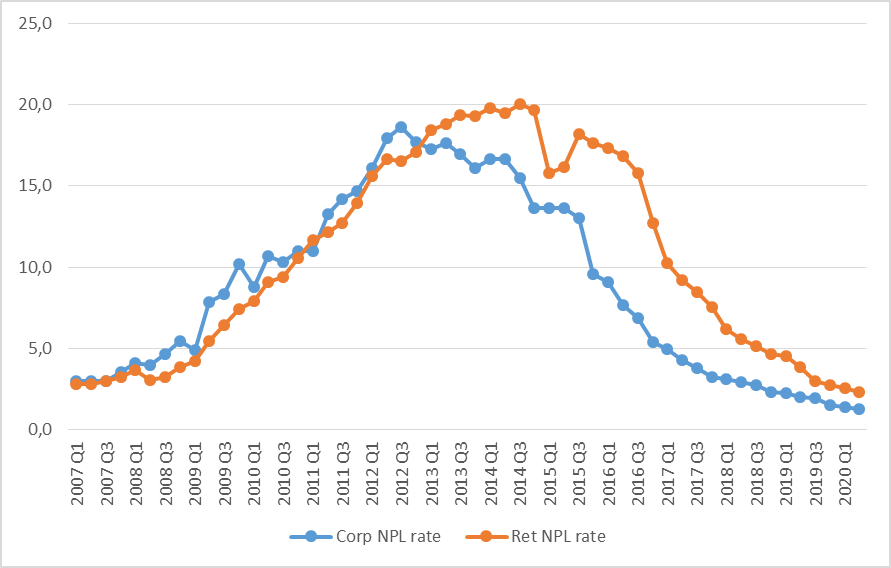 25,0
20,0
15,0
10,0
5,0
0,0
2007 Q1
2007 Q3
2008 Q1
2008 Q3
2009 Q1
2009 Q3
2010 Q1
2010 Q3
2011 Q1
2011 Q3
2012 Q1
2012 Q3
2013 Q1
2013 Q3
2014 Q1
2014 Q3
2015 Q1
2015 Q3
2016 Q1
2016 Q3
2017 Q1
2017 Q3
2018 Q1
2018 Q3
2019 Q1
2019 Q3
2020 Q1
Corp NPL rate
Ret NPL rate